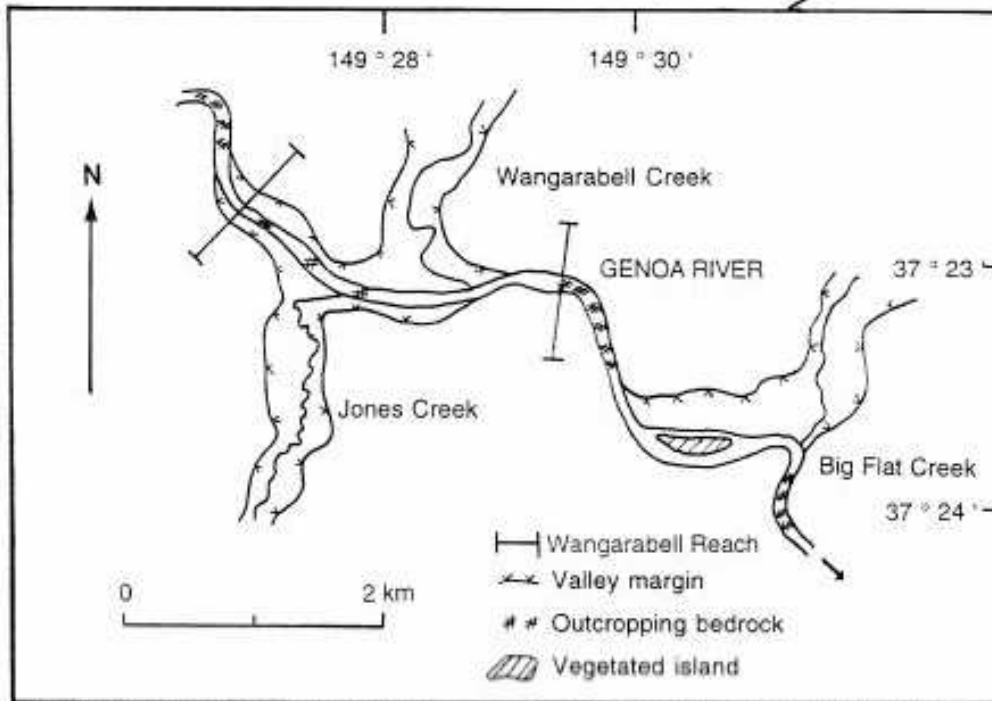 149 ° 28 '
149 ° 30 '
N
Wangarabell Creek
GENOA RIVER
37 ° 23 '
Jones Creek
Big Flat Creek
37 ° 24 '
Wangarabell Reach
0 2 km
Valley margin
Outcropping bedrock
Vegetated island